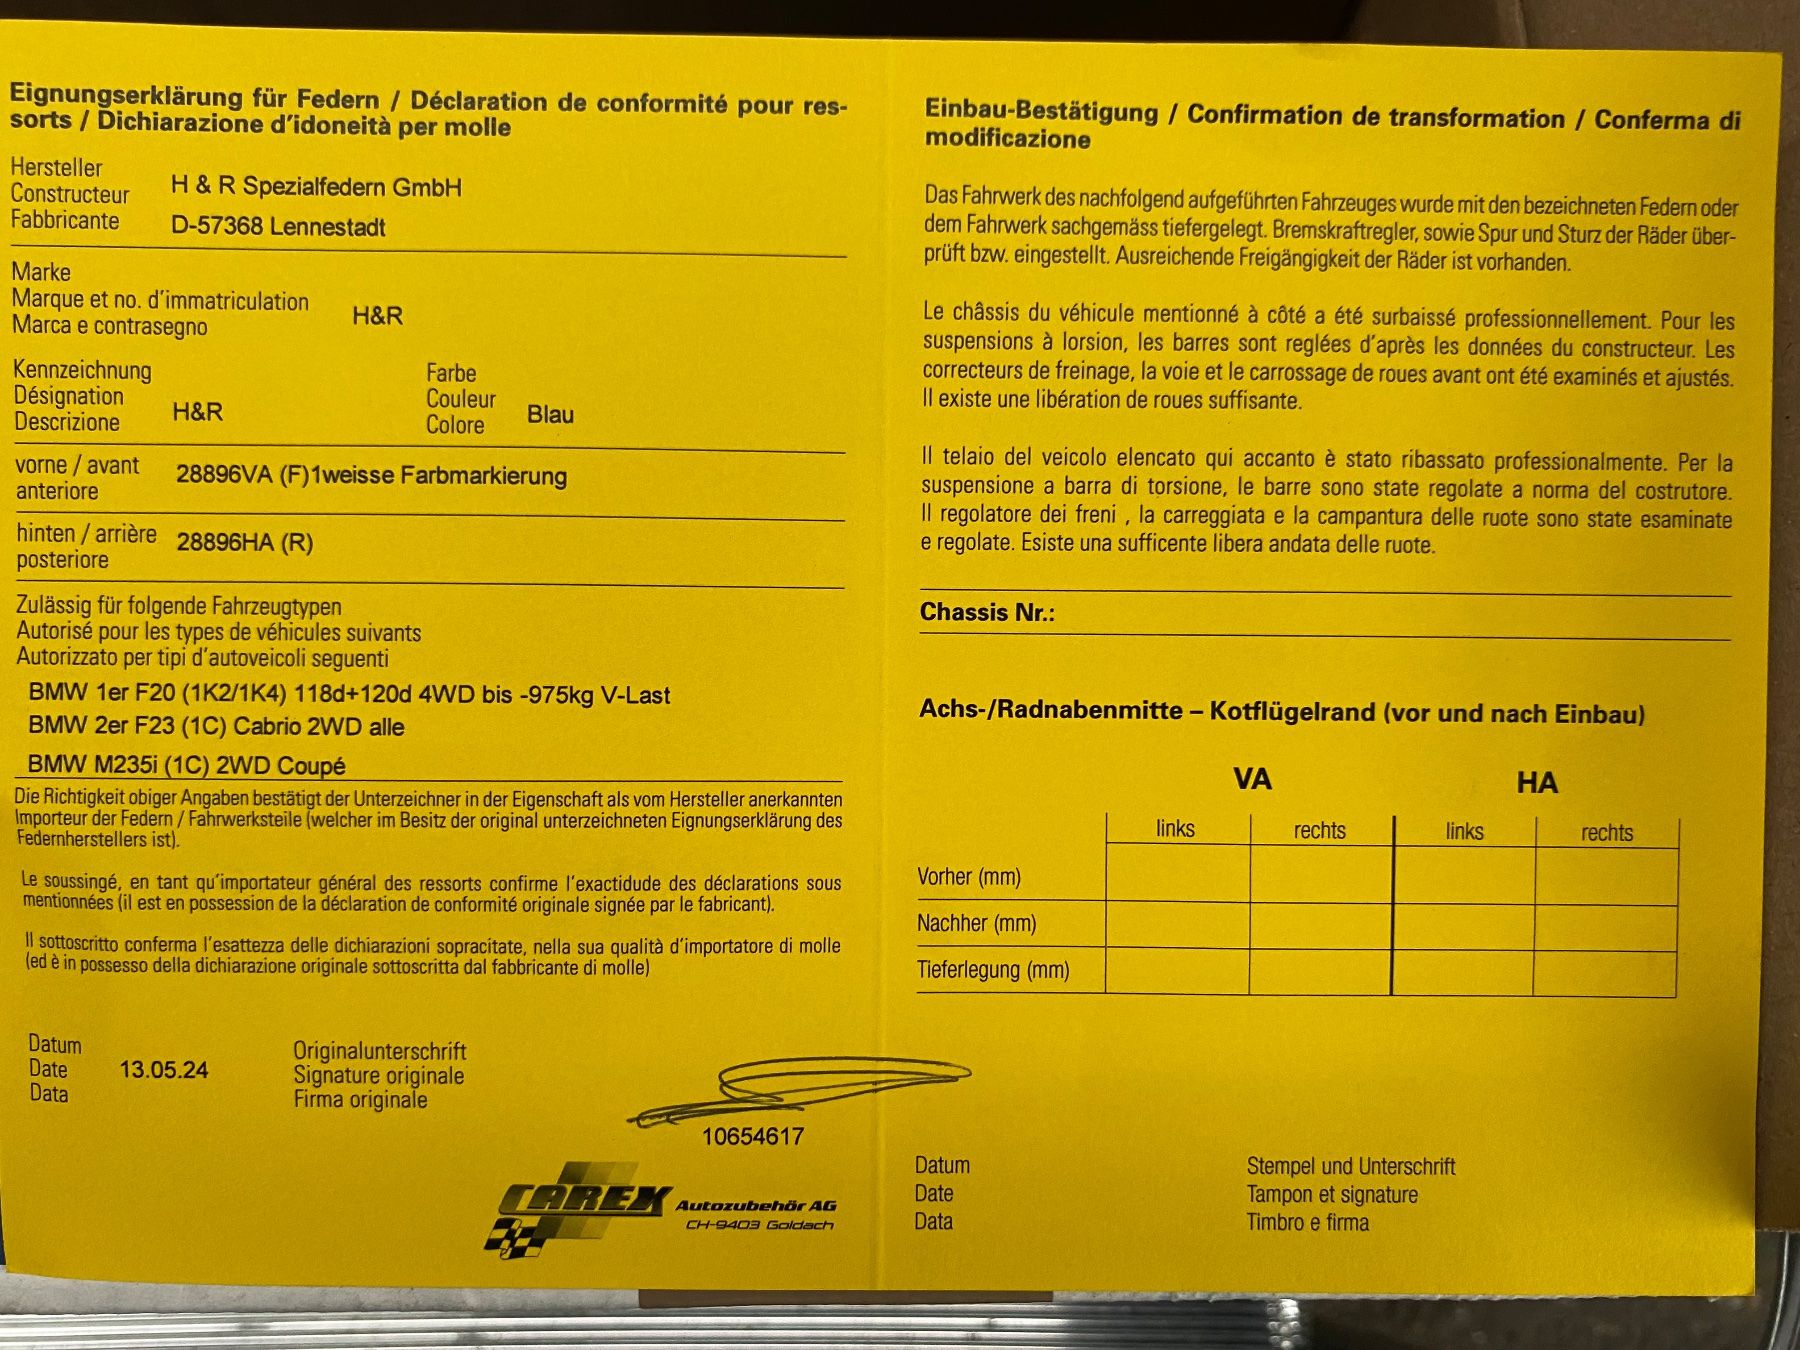 Eignungserklärung für Federn / Déclaration de conformité pour res-
sorts / Dichiarazione d'idoneità per molle
Hersteller
Constructeur
Fabbricante
H & R Spezialfedern GmbH
D-57368 Lennestadt
Marke
Marque et no. d'immatriculation
Marca e contrasegno
H&R
Kennzeichnung
Désignation
Descrizione
H&R
Farbe
Couleur
Colore
Blau
vorne / avant
anteriore
28896VA (F)1weisse Farbmarkierung
hinten / arrière
posteriore
28896HA (R)
Zulässig für folgende Fahrzeugtypen
Autorisé pour les types de véhicules suivants
Autorizzato per tipi d'autoveicoli seguenti
BMW 1er F20 (1K2/1K4) 118d+120d 4WD bis -975kg V-Last
BMW 2er F23 (1C) Cabrio 2WD alle
BMW M235i (1C) 2WD Coupé
Die Richtigkeit obiger Angaben bestätigt der Unterzeichner in der Eigenschaft als vom Hersteller anerkannten
Importeur der Federn / Fahrwerksteile (welcher im Besitz der original unterzeichneten Eignungserklärung des
Federnherstellers ist).
Le soussingé, en tant qu'importateur général des ressorts confirme l'exactidude des déclarations sous
mentionnées (il est en possession de la déclaration de conformité originale signée par le fabricant).
Il sottoscritto conferma l'esattezza delle dichiarazioni sopracitate, nella sua qualità d'importatore di molle
(ed è in possesso della dichiarazione originale sottoscritta dal fabbricante di molle)
Datum
Date
Data
13.05.24
Originalunterschrift
Signature originale
Firma originale
10654617
CAREX Autozubehör AG
CH-9403 Goldach
Einbau-Bestätigung / Confirmation de transformation / Conferma di
modificazione
Das Fahrwerk des nachfolgend aufgeführten Fahrzeuges wurde mit den bezeichneten Federn oder
dem Fahrwerk sachgemäss tiefergelegt. Bremskraftregler, sowie Spur und Sturz der Räder über-
prüft bzw. eingestellt. Ausreichende Freigängigkeit der Räder ist vorhanden.
Le châssis du véhicule mentionné à côté a été surbaissé professionnellement. Pour les
suspensions à lorsion, les barres sont reglées d'après les données du constructeur. Les
correcteurs de freinage, la voie et le carrossage de roues avant ont été examinés et ajustés.
Il existe une libération de roues suffisante.
Il telaio del veicolo elencato qui accanto è stato ribassato professionalmente. Per la
suspensione a barra di torsione, le barre sono state regolate a norma del costrutore.
Il regolatore dei freni , la carreggiata e la campantura delle ruote sono state esaminate
e regolate. Esiste una sufficente libera andata delle ruote.
Chassis Nr.:
Achs-/Radnabenmitte – Kotflügelrand (vor und nach Einbau)
VA HA
links rechts links rechts
Vorher (mm)
Nachher (mm)
Tieferlegung (mm)
Datum
Date
Data
Stempel und Unterschrift
Tampon et signature
Timbro e firma